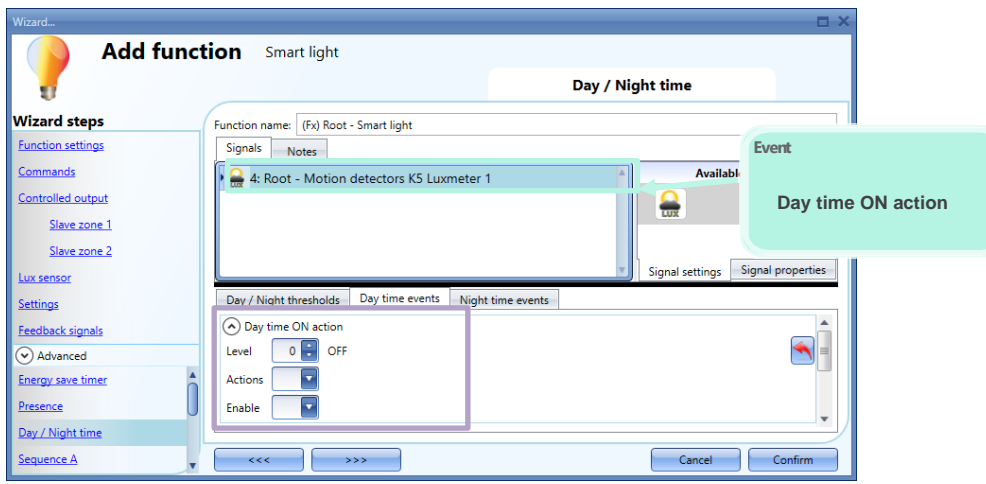 Wizard...
Add function Smart light
Day / Night time
Wizard steps
Function settings
Commands
Controlled output
Slave zone 1
Slave zone 2
Lux sensor
Settings
Feedback signals
Advanced
Energy save timer
Presence
Day / Night time
Sequence A
Function name: (Fx) Root - Smart light
Signals Notes
LUX 4: Root - Motion detectors K5 Luxmeter 1
LUX
Signal settings Signal properties
Event
Day time ON action
Day / Night thresholds Day time events Night time events
Day time ON action
Level 0 OFF
Actions
Enable
<<< >>> Cancel Confirm